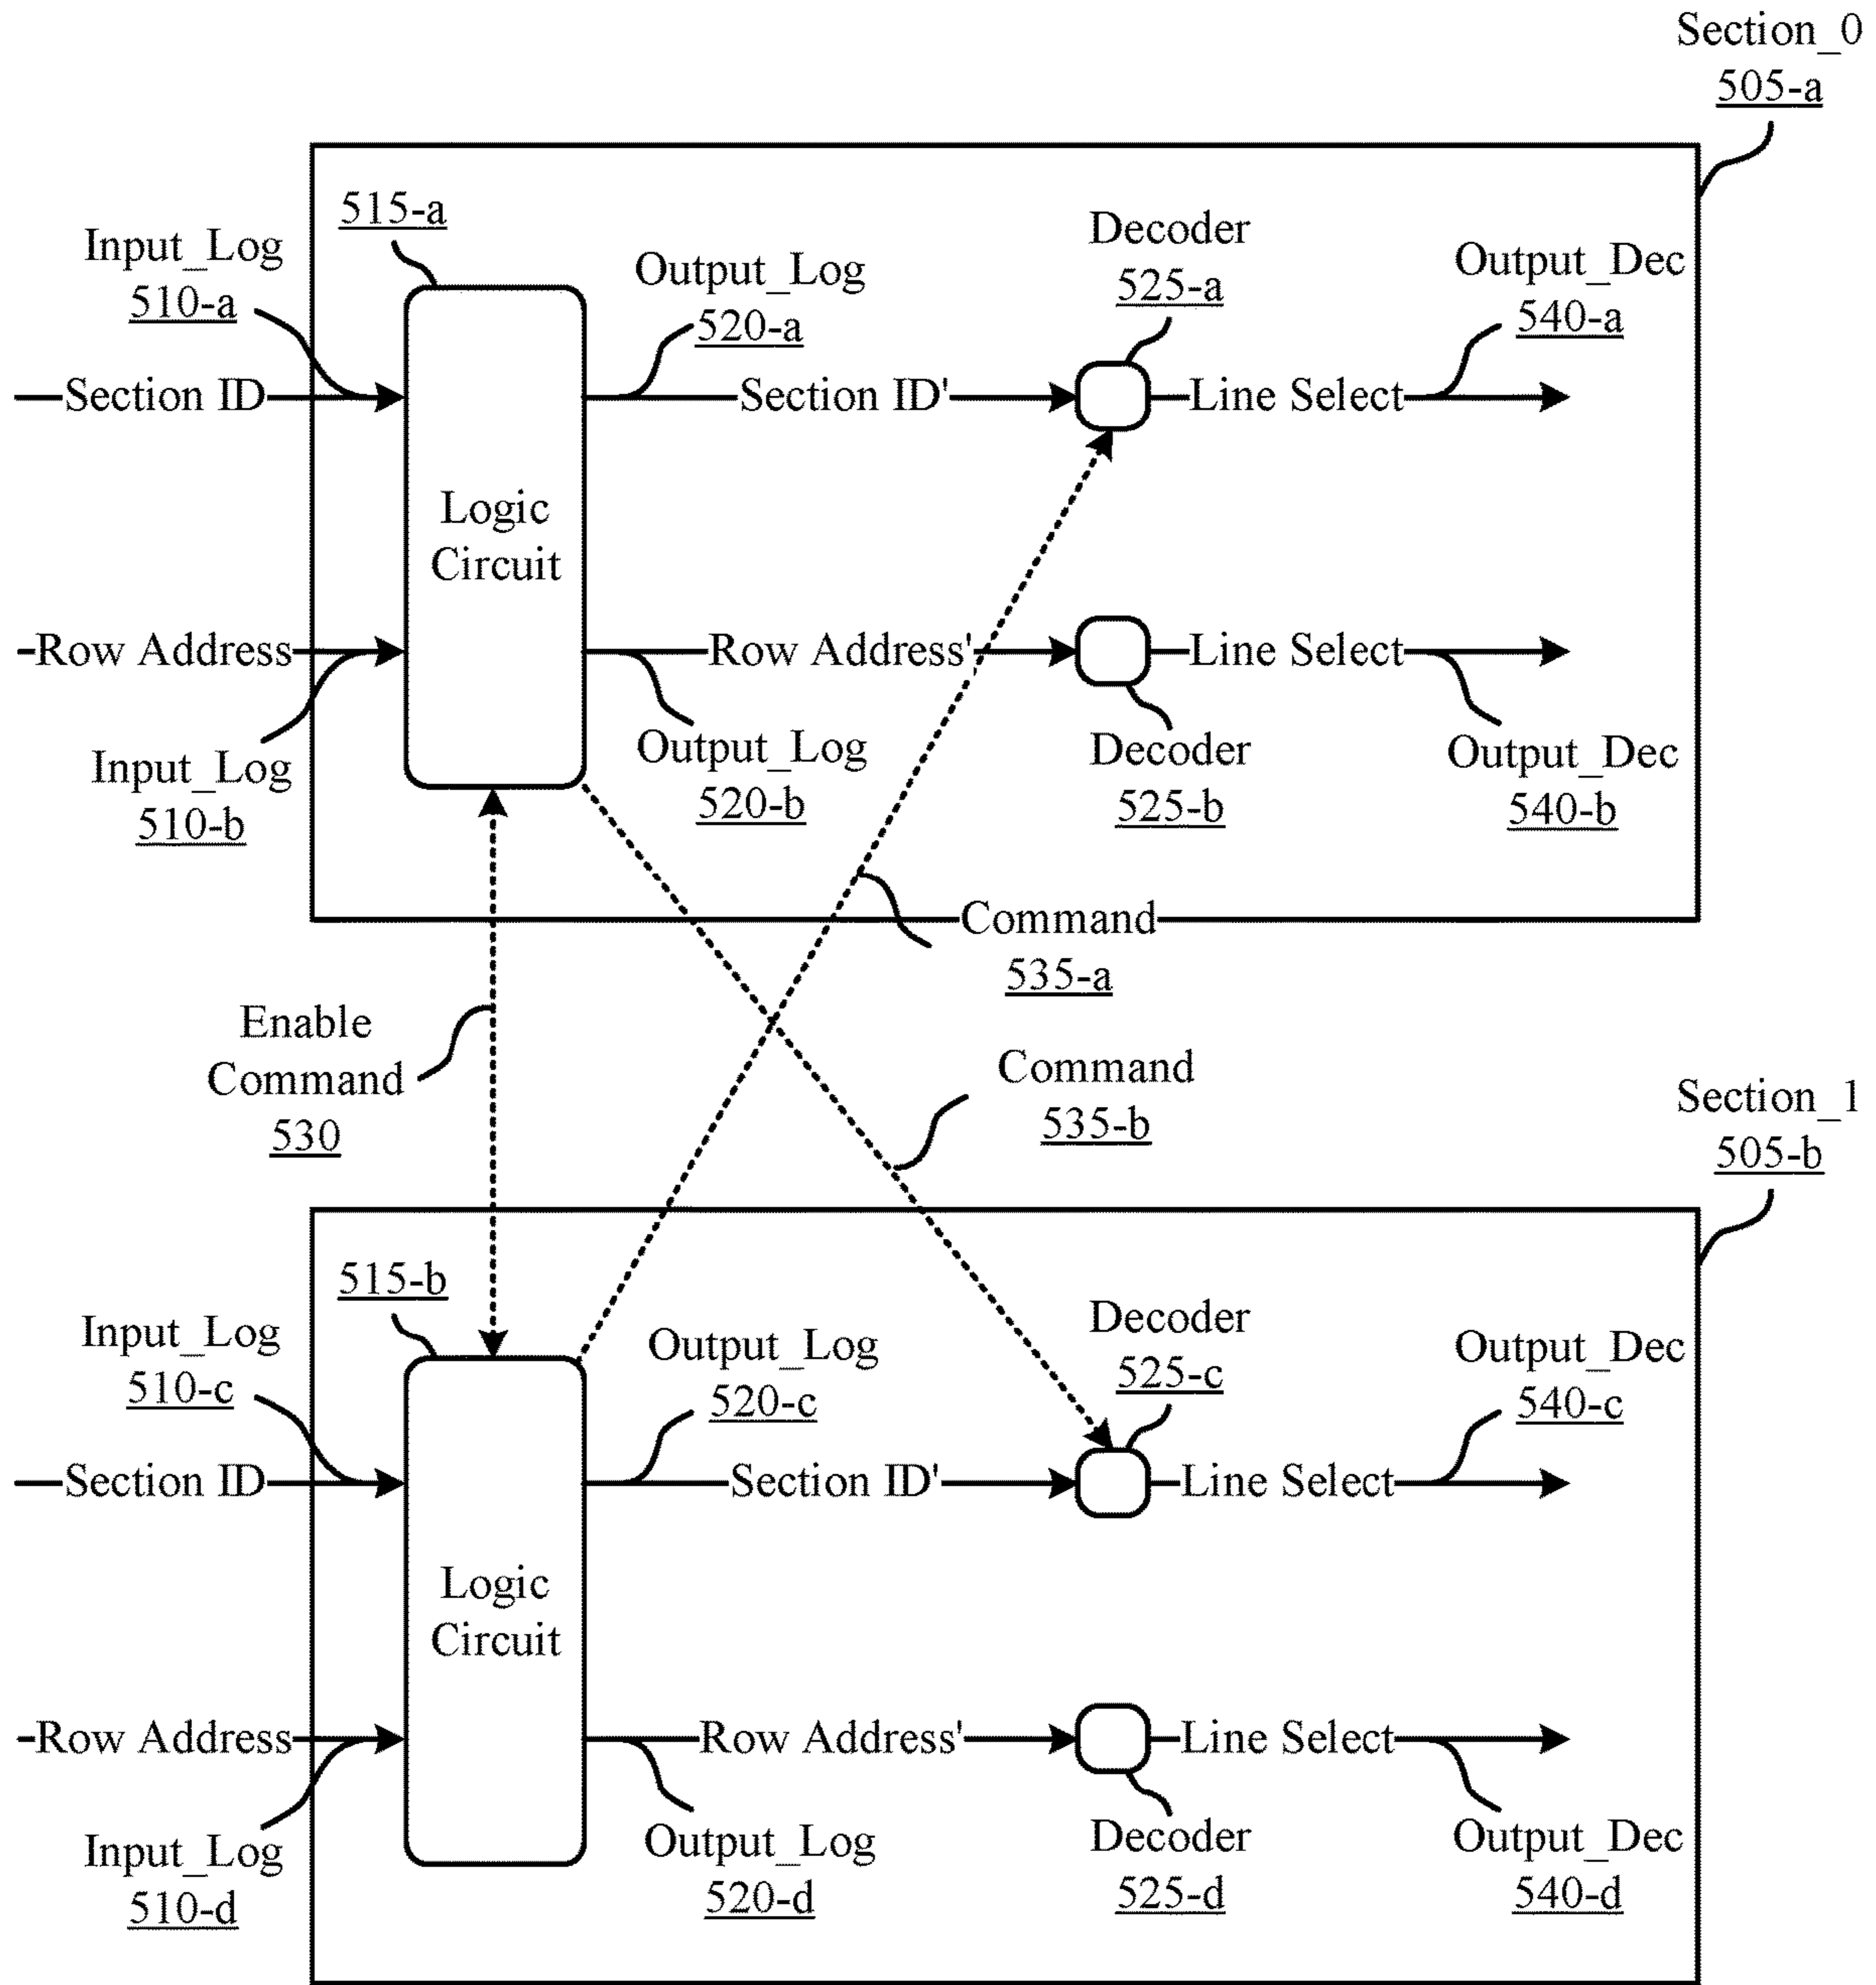 Section_0
505-a
515-a
Input_Log
510-a
Output_Log
520-a
Decoder
525-a
Output_Dec
540-a
Section ID
Section ID'
Line Select
Logic
Circuit
Row Address
Row Address'
Line Select
Input_Log
510-b
Output_Log
520-b
Decoder
525-b
Output_Dec
540-b
Command
535-a
Enable
Command
530
Command
535-b
Section_1
505-b
515-b
Input_Log
510-c
Output_Log
520-c
Decoder
525-c
Output_Dec
540-c
Section ID
Section ID'
Line Select
Logic
Circuit
Row Address
Row Address'
Line Select
Input_Log
510-d
Output_Log
520-d
Decoder
525-d
Output_Dec
540-d